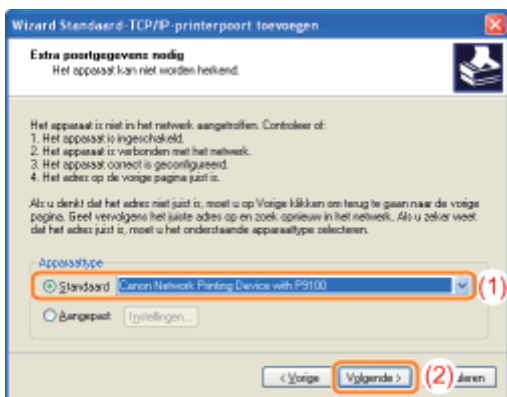 Wizard Standaard-TCP/IP-printerpoort toevoegen
Extra poortgegevens nodig
Het apparaat kan niet worden herkend.
Het apparaat is niet in het netwerk aangetroffen. Controleer of:
1. Het apparaat is ingeschakeld.
2. Het apparaat is verbonden met het netwerk.
3. Het apparaat correct is geconfigureerd.
4. Het adres op de vorige pagina juist is.
Als u denkt dat het adres niet juist is, moet u op Vorige klikken om terug te gaan naar de vorige
pagina. Geef vervolgens het juiste adres op en zoek opnieuw in het netwerk. Als u zeker weet
dat het adres juist is, moet u het onderstaande apparaattype selecteren.
Apparaattype
Standaard Canon Network Printing Device with P9100 (1)
Aangepast Instellingen...
< Vorige Volgende > (2) uleren